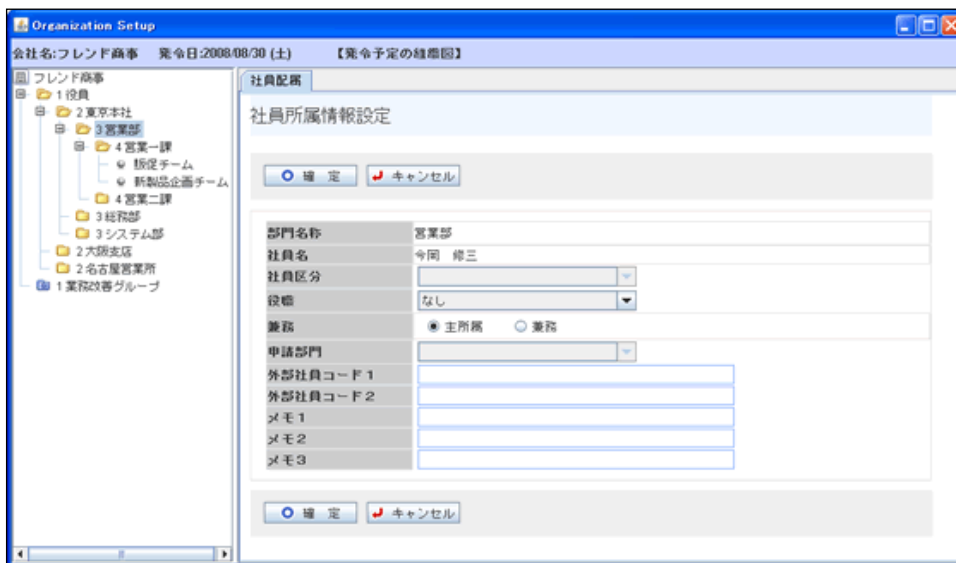 Organization Setup
会社名:フレンド商事 発令日:2008/08/30 (土) 【発令予定の組織図】
フレンド商事
1 役員
2 東京本社
3 営業部
4 営業一課
販促チーム
新製品企画チーム
4 営業二課
3 総務部
3 システム部
2 大阪支店
2 名古屋営業所
1 業務改善グループ
社員配属
社員所属情報設定
確 定 キャンセル
部門名称 営業部
社員名 今岡 修三
社員区分
役職 なし
兼務 主所属 兼務
申請部門
外部社員コード1
外部社員コード2
メモ1
メモ2
メモ3
確 定 キャンセル